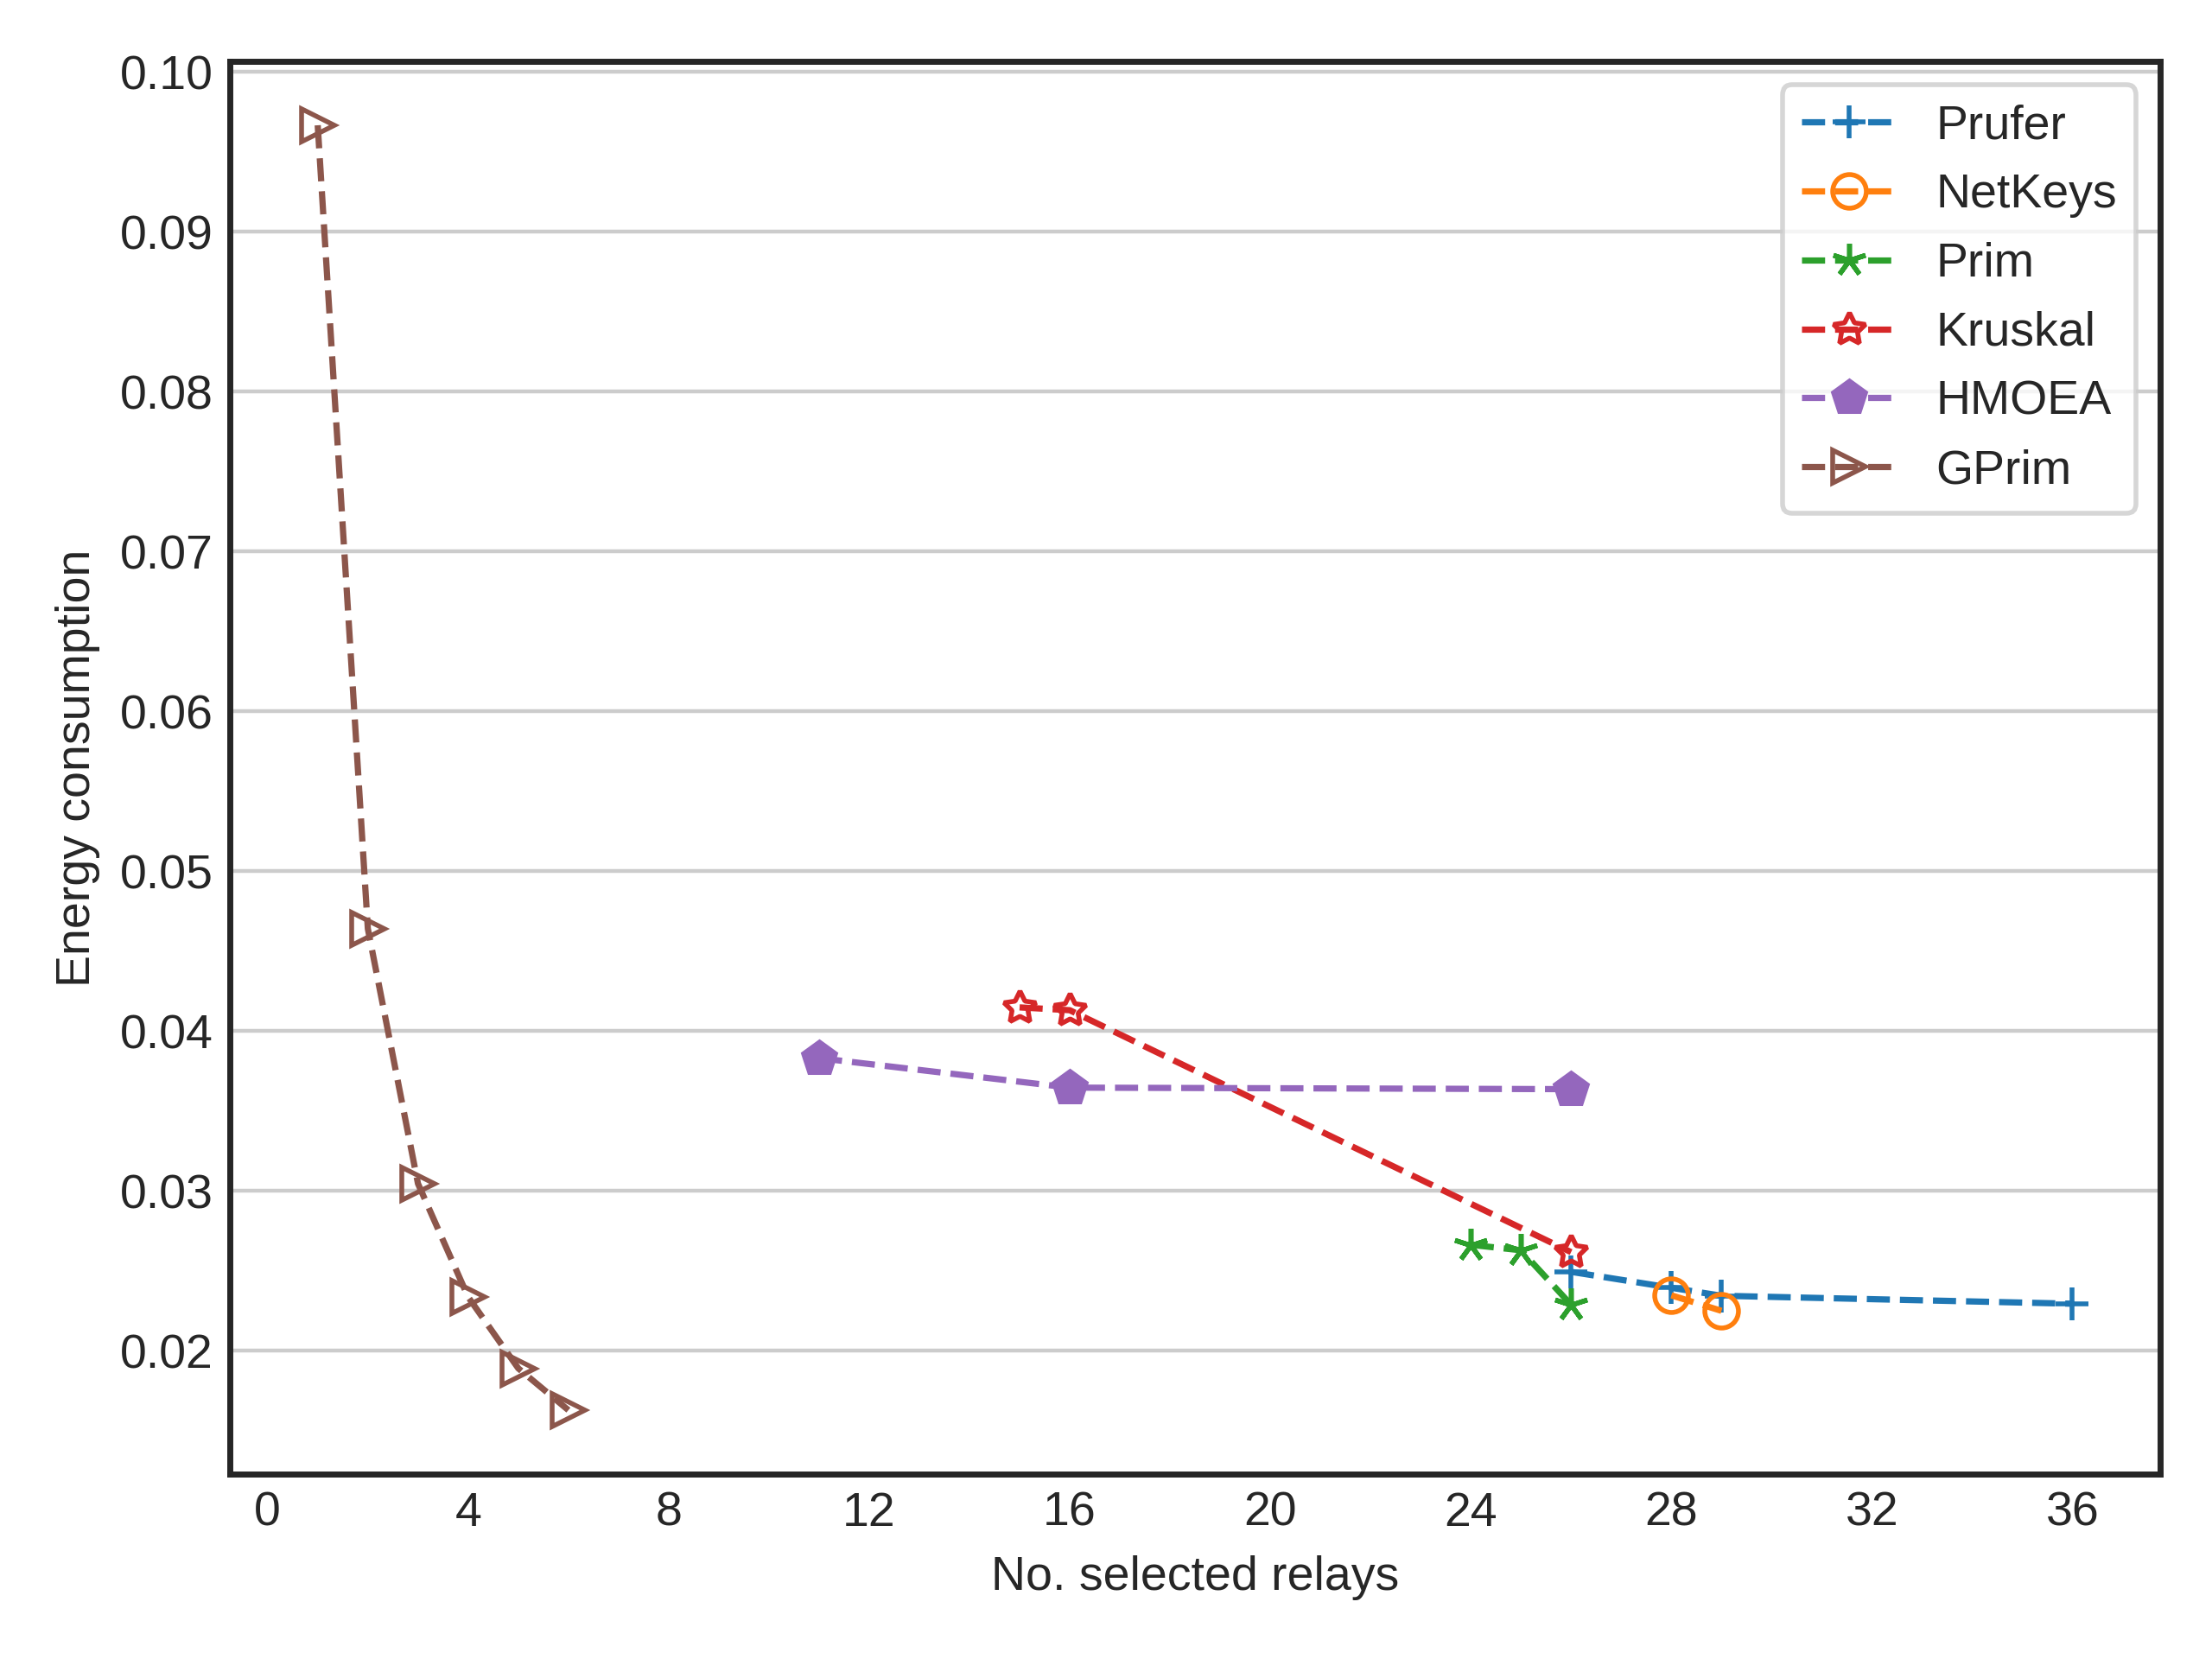 0.10
0.09
0.08
0.07
0.06
0.05
0.04
0.03
0.02
Energy consumption
Prufer
NetKeys
Prim
Kruskal
HMOEA
GPrim
0 4 8 12 16 20 24 28 32 36
No. selected relays